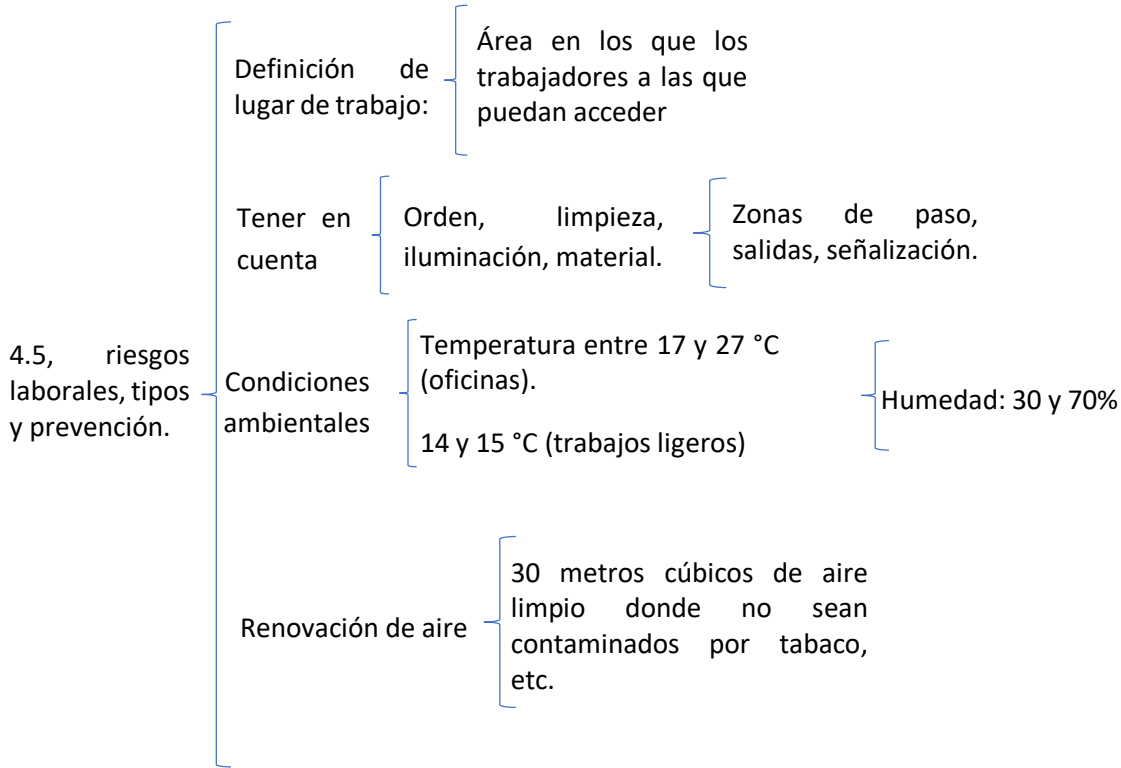 4.5, riesgos
laborales, tipos
y prevención.
Definición de
lugar de trabajo:
Área en los que los
trabajadores a las que
puedan acceder
Tener en
cuenta
Orden, limpieza,
iluminación, material.
Zonas de paso,
salidas, señalización.
Condiciones
ambientales
Temperatura entre 17 y 27 °C
(oficinas).
14 y 15 °C (trabajos ligeros)
Humedad: 30 y 70%
Renovación de aire
30 metros cúbicos de aire
limpio donde no sean
contaminados por tabaco,
etc.